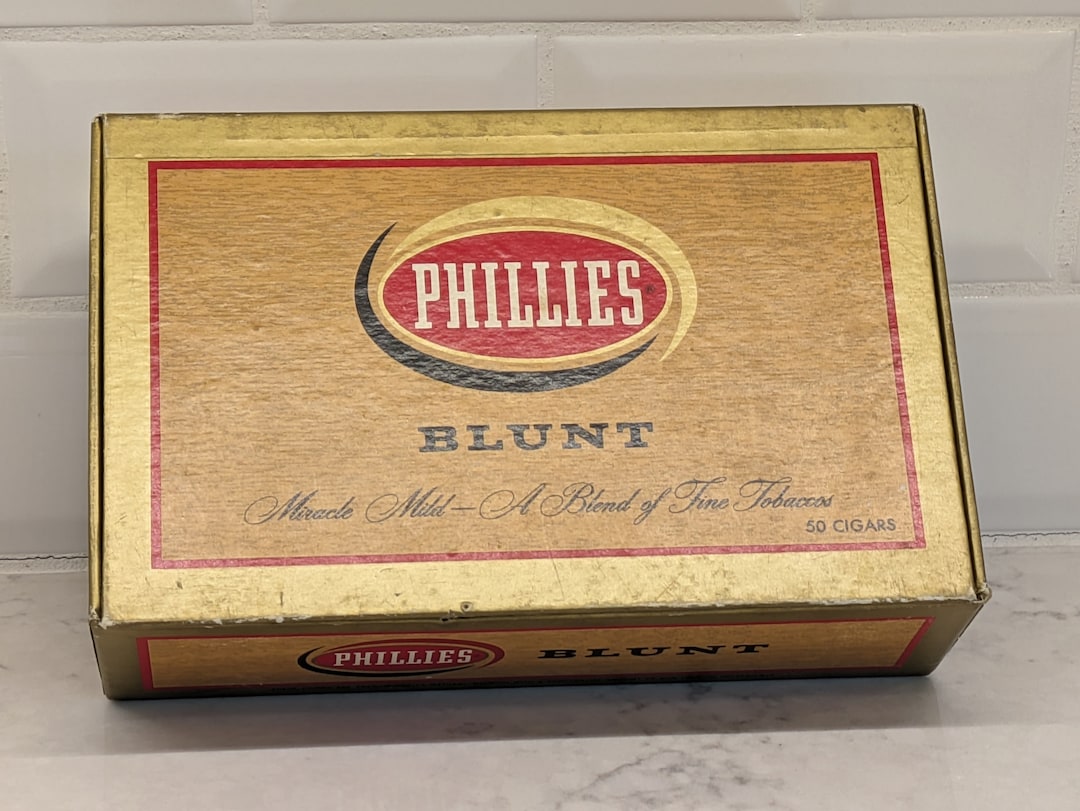 PHILLIES
BLUNT
Miracle Mild — A Blend of Fine Tobaccos
50 CIGARS
PHILLIES BLUNT